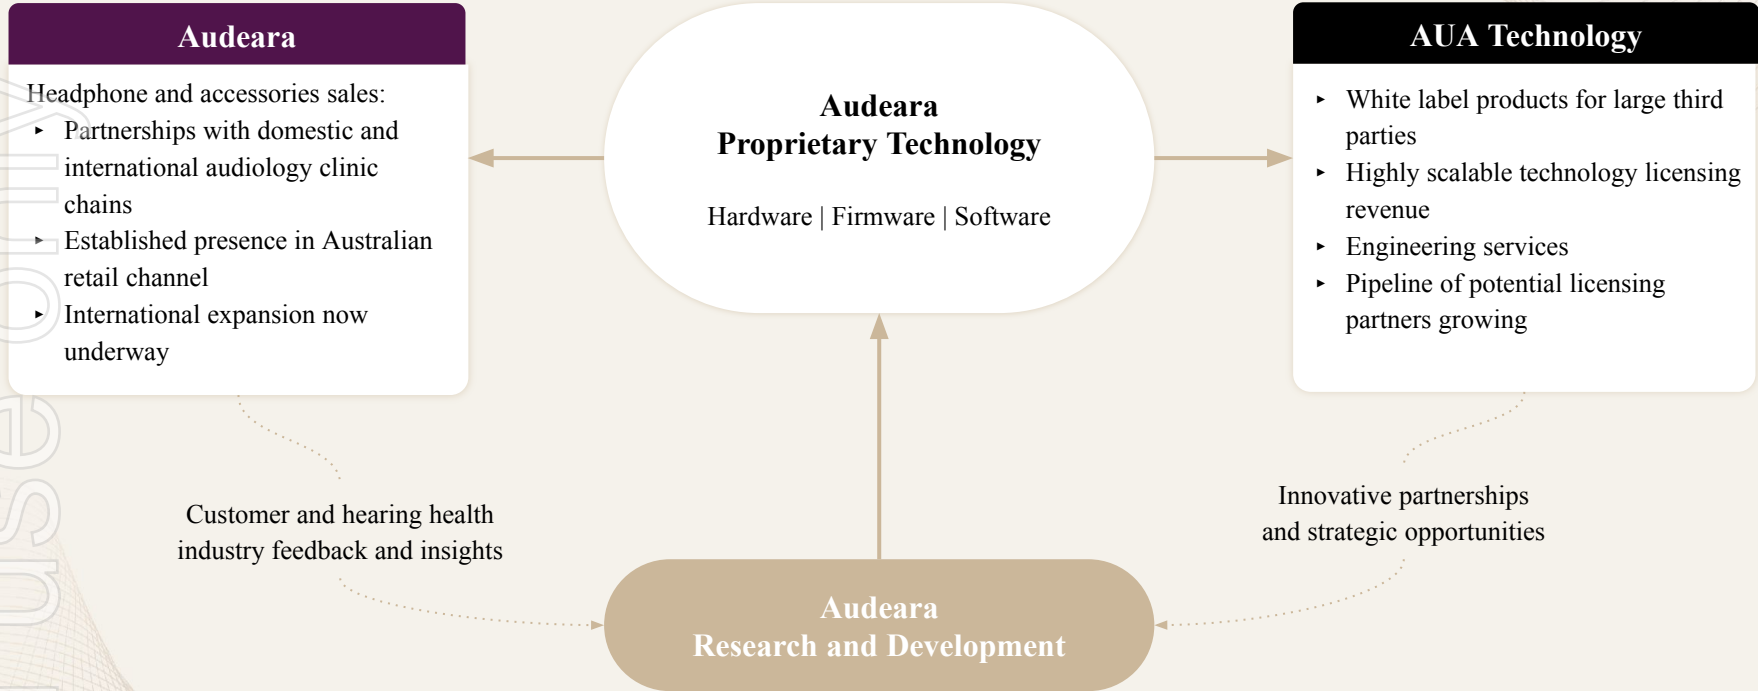 Audeara
Headphone and accessories sales:
▸ Partnerships with domestic and
international audiology clinic
chains
▸ Established presence in Australian
retail channel
▸ International expansion now
underway
Audeara
Proprietary Technology
Hardware | Firmware | Software
AUA Technology
▸ White label products for large third
parties
▸ Highly scalable technology licensing
revenue
▸ Engineering services
▸ Pipeline of potential licensing
partners growing
Customer and hearing health
industry feedback and insights
Innovative partnerships
and strategic opportunities
Audeara
Research and Development
use only